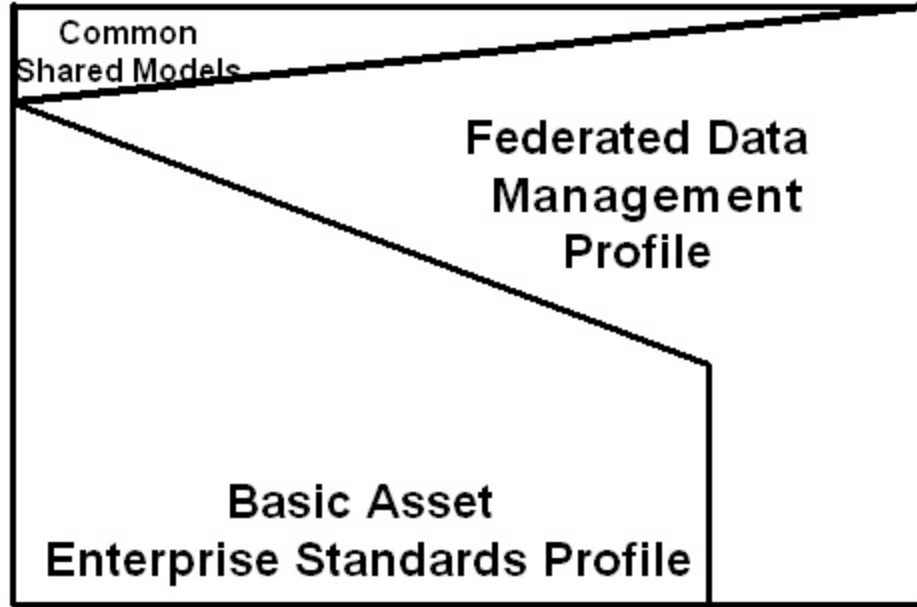 Common
Shared Models
Federated Data
Management
Profile
Basic Asset
Enterprise Standards Profile